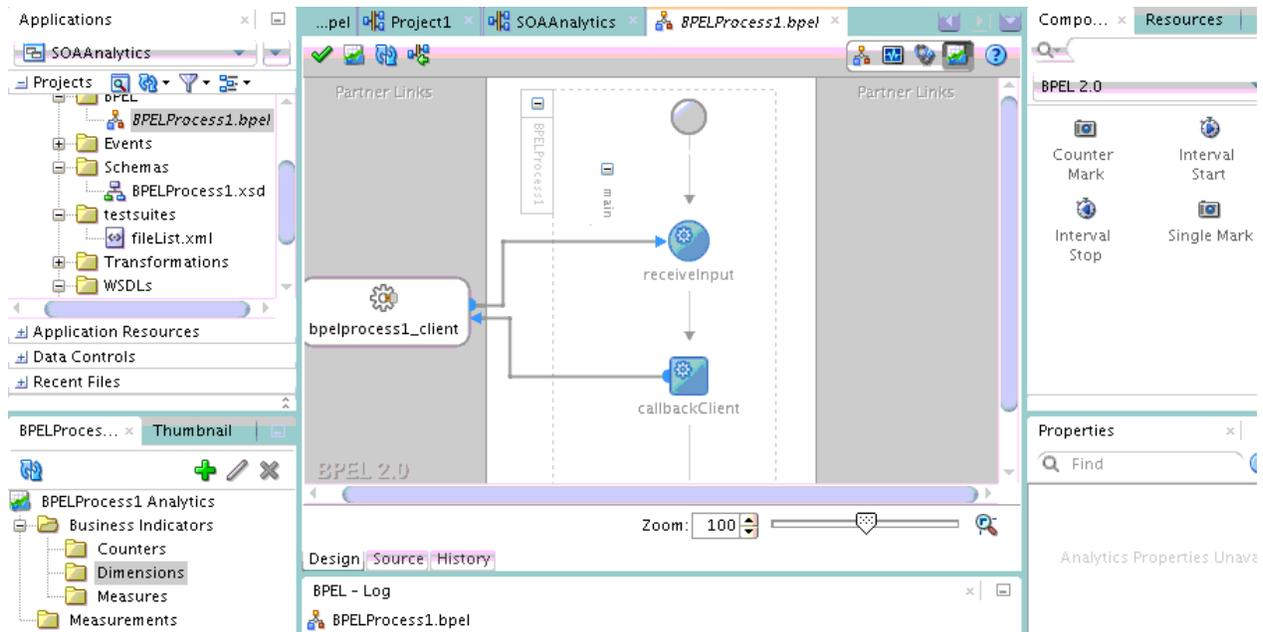 Applications
...pel
Project1
SOAAnalytics
BPELProcess1.bpel
Compo...
Resources
SOAAnalytics
Projects
BPEL
BPELProcess1.bpel
Events
Schemas
BPELProcess1.xsd
testsuites
fileList.xml
Transformations
WSDLs
Application Resources
Data Controls
Recent Files
Partner Links
BPELProcess1
main
Partner Links
receiveInput
bpelprocess1_client
callbackClient
BPEL 2.0
Zoom: 100
Design Source History
BPEL 2.0
Counter Mark
Interval Start
Interval Stop
Single Mark
BPELProces...
Thumbnail
BPELProcess1 Analytics
Business Indicators
Counters
Dimensions
Measures
Measurements
BPEL - Log
BPELProcess1.bpel
Properties
Find
Analytics Properties Unava